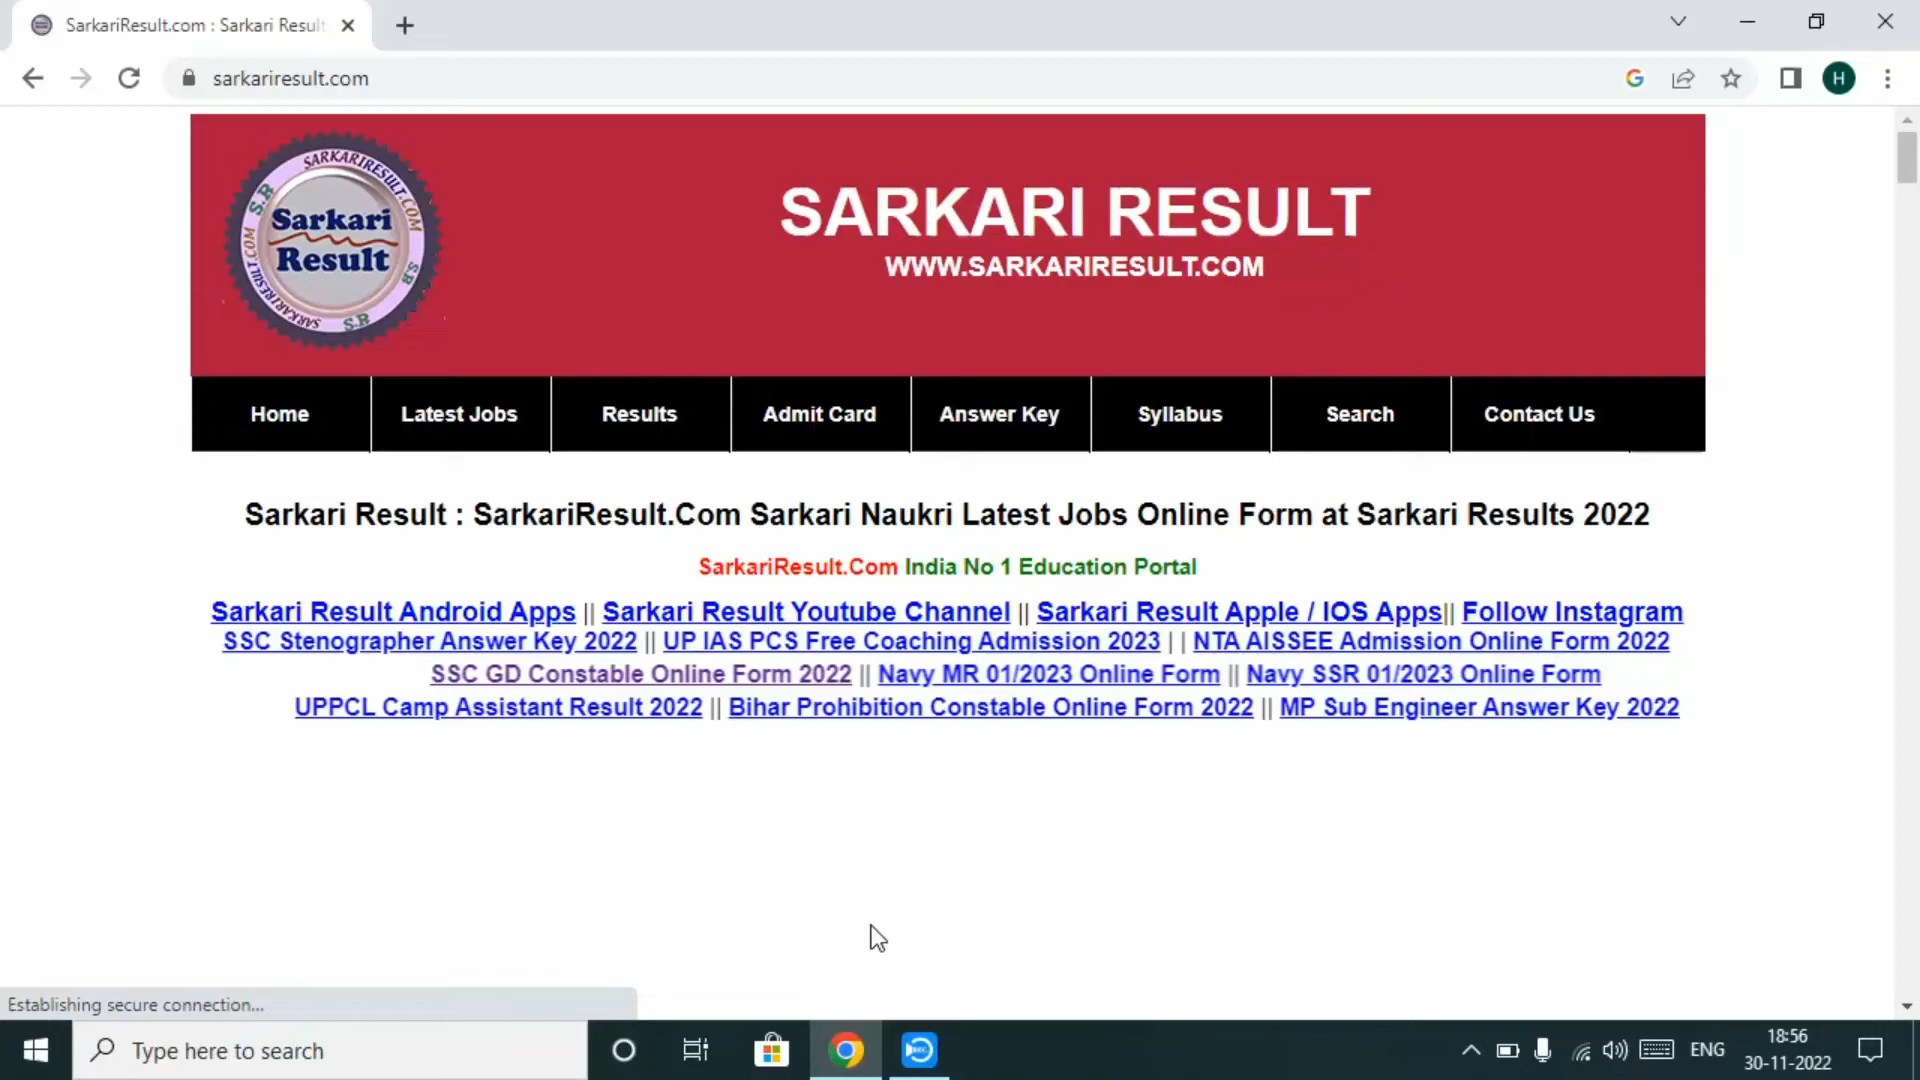 SarkariResult.com : Sarkari Result
sarkariresult.com
H
SARKARIRESULT.COM
S.R
Sarkari
Result
S.R
SARKARIRESULT.COM
S.R
SARKARI RESULT
WWW.SARKARIRESULT.COM
Home Latest Jobs Results Admit Card Answer Key Syllabus Search Contact Us
Sarkari Result : SarkariResult.Com Sarkari Naukri Latest Jobs Online Form at Sarkari Results 2022
SarkariResult.Com India No 1 Education Portal
Sarkari Result Android Apps || Sarkari Result Youtube Channel || Sarkari Result Apple / IOS Apps|| Follow Instagram
SSC Stenographer Answer Key 2022 || UP IAS PCS Free Coaching Admission 2023 | | NTA AISSEE Admission Online Form 2022
SSC GD Constable Online Form 2022 || Navy MR 01/2023 Online Form || Navy SSR 01/2023 Online Form
UPPCL Camp Assistant Result 2022 || Bihar Prohibition Constable Online Form 2022 || MP Sub Engineer Answer Key 2022
Establishing secure connection...
Type here to search
ENG
18:56
30-11-2022